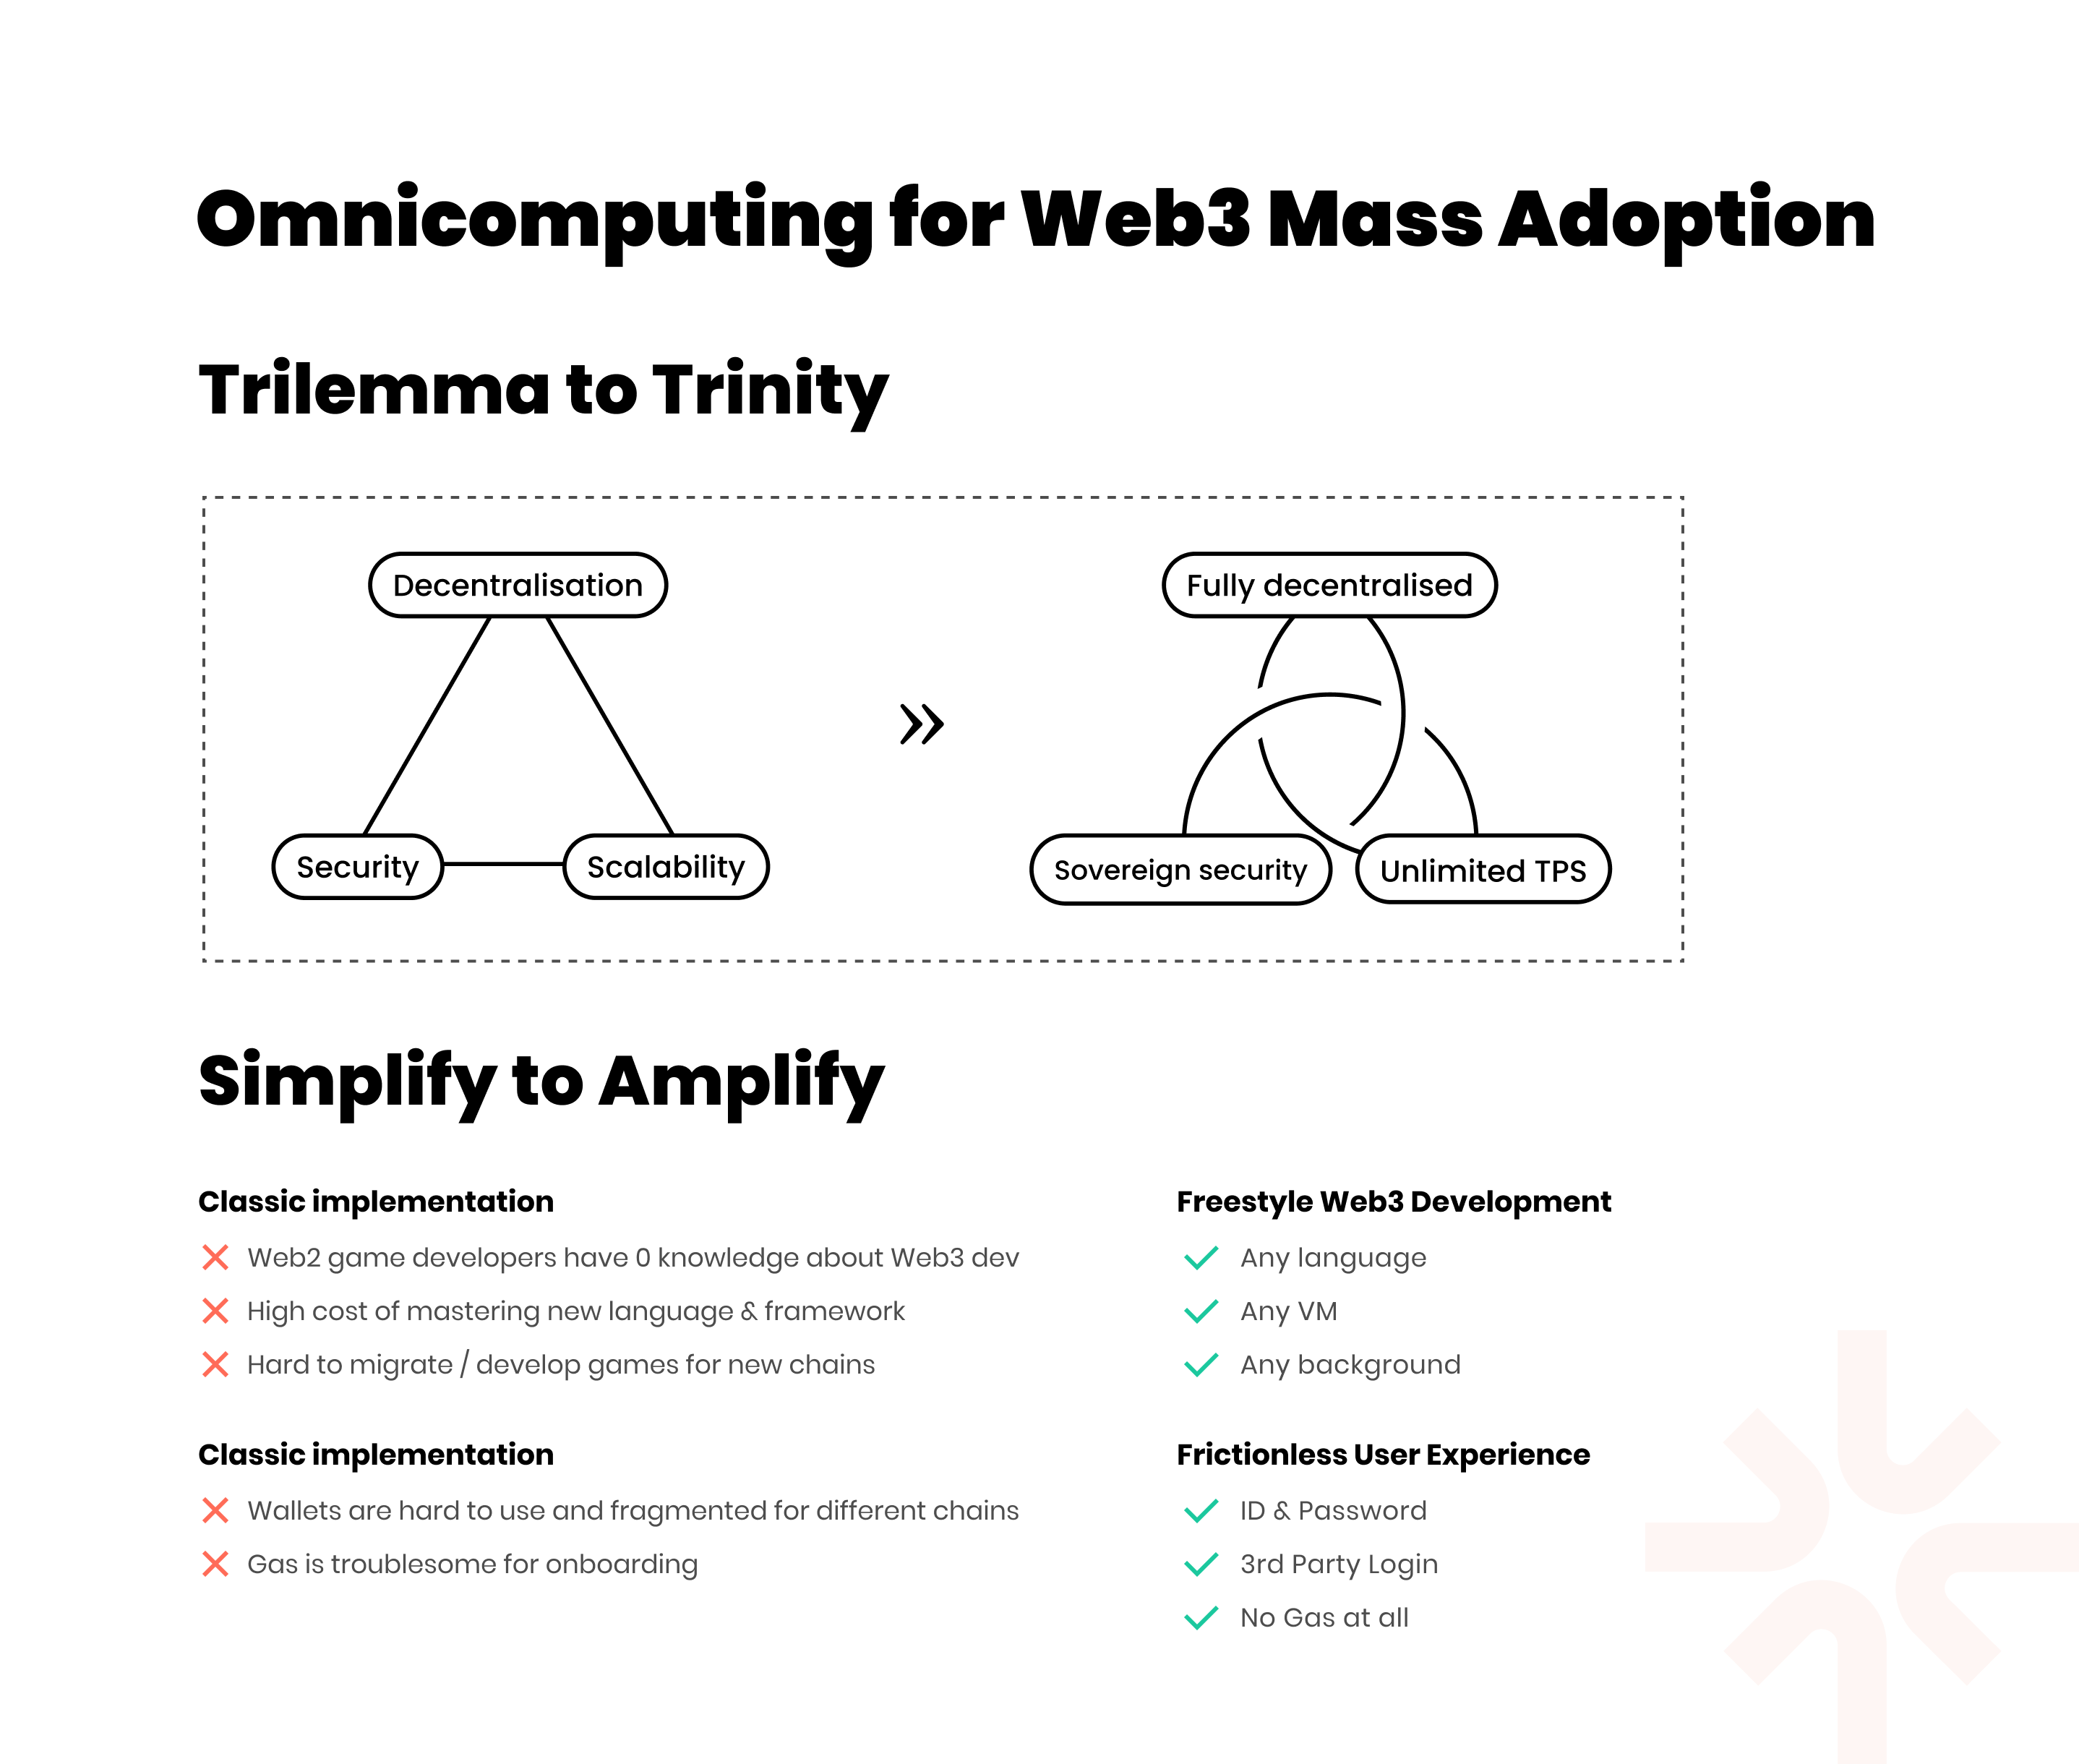 Omnicomputing for Web3 Mass Adoption
Trilemma to Trinity
Decentralisation
Security
Scalability
Fully decentralised
Sovereign security
Unlimited TPS
Simplify to Amplify
Classic implementation
Web2 game developers have 0 knowledge about Web3 dev
High cost of mastering new language & framework
Hard to migrate / develop games for new chains
Freestyle Web3 Development
Any language
Any VM
Any background
Classic implementation
Wallets are hard to use and fragmented for different chains
Gas is troublesome for onboarding
Frictionless User Experience
ID & Password
3rd Party Login
No Gas at all